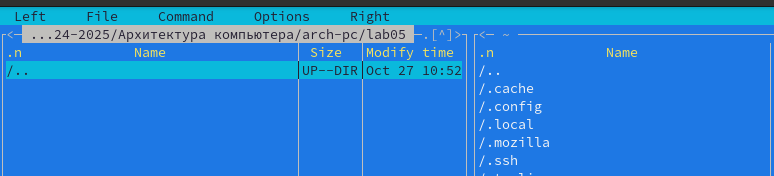 Left File Command Options Right
<─ ...24-2025/Архитектура компьютера/arch-pc/lab05 ─.[^]>
.n Name Size Modify time
/.. UP--DIR Oct 27 10:52
<─ ~
.n Name
/..
/.cache
/.config
/.local
/.mozilla
/.ssh